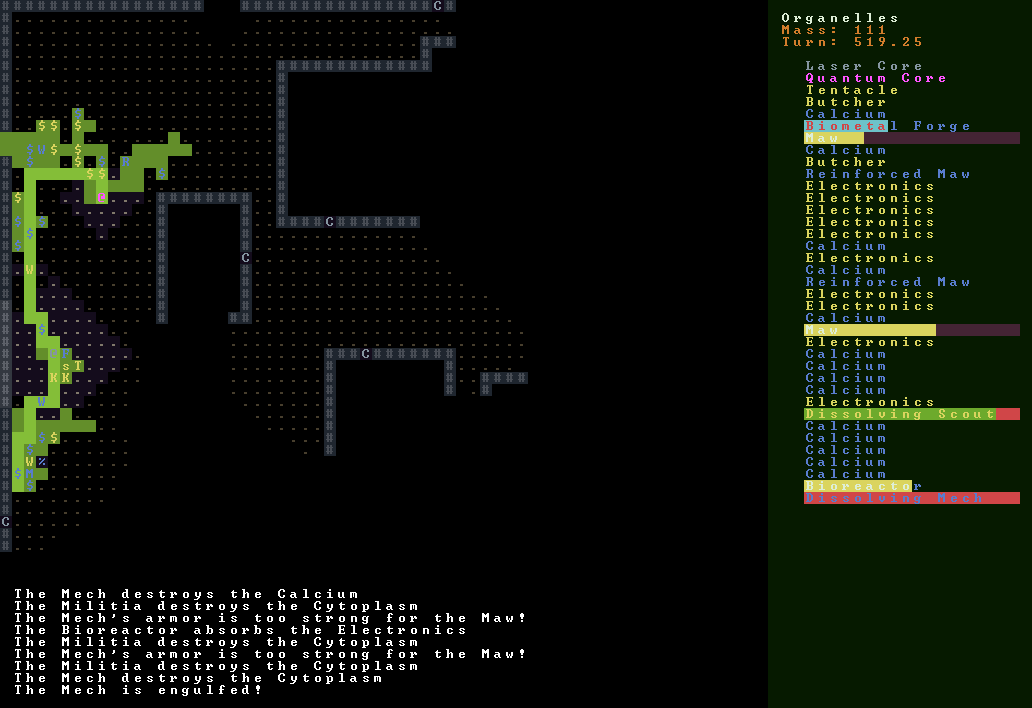 Organelles
Mass: 111
Turn: 519.25
Laser Core
Quantum Core
Tentacle
Butcher
Calcium
Biometal Forge
Maw
Calcium
Butcher
Reinforced Maw
Electronics
Electronics
Electronics
Electronics
Electronics
Calcium
Electronics
Calcium
Reinforced Maw
Electronics
Electronics
Calcium
Maw
Electronics
Calcium
Calcium
Calcium
Calcium
Electronics
Dissolving Scout
Calcium
Calcium
Calcium
Calcium
Calcium
Bioreactor
Dissolving Mech
The Mech destroys the Calcium
The Militia destroys the Cytoplasm
The Mech's armor is too strong for the Maw!
The Bioreactor absorbs the Electronics
The Militia destroys the Cytoplasm
The Mech's armor is too strong for the Maw!
The Militia destroys the Cytoplasm
The Mech destroys the Cytoplasm
The Mech is engulfed!